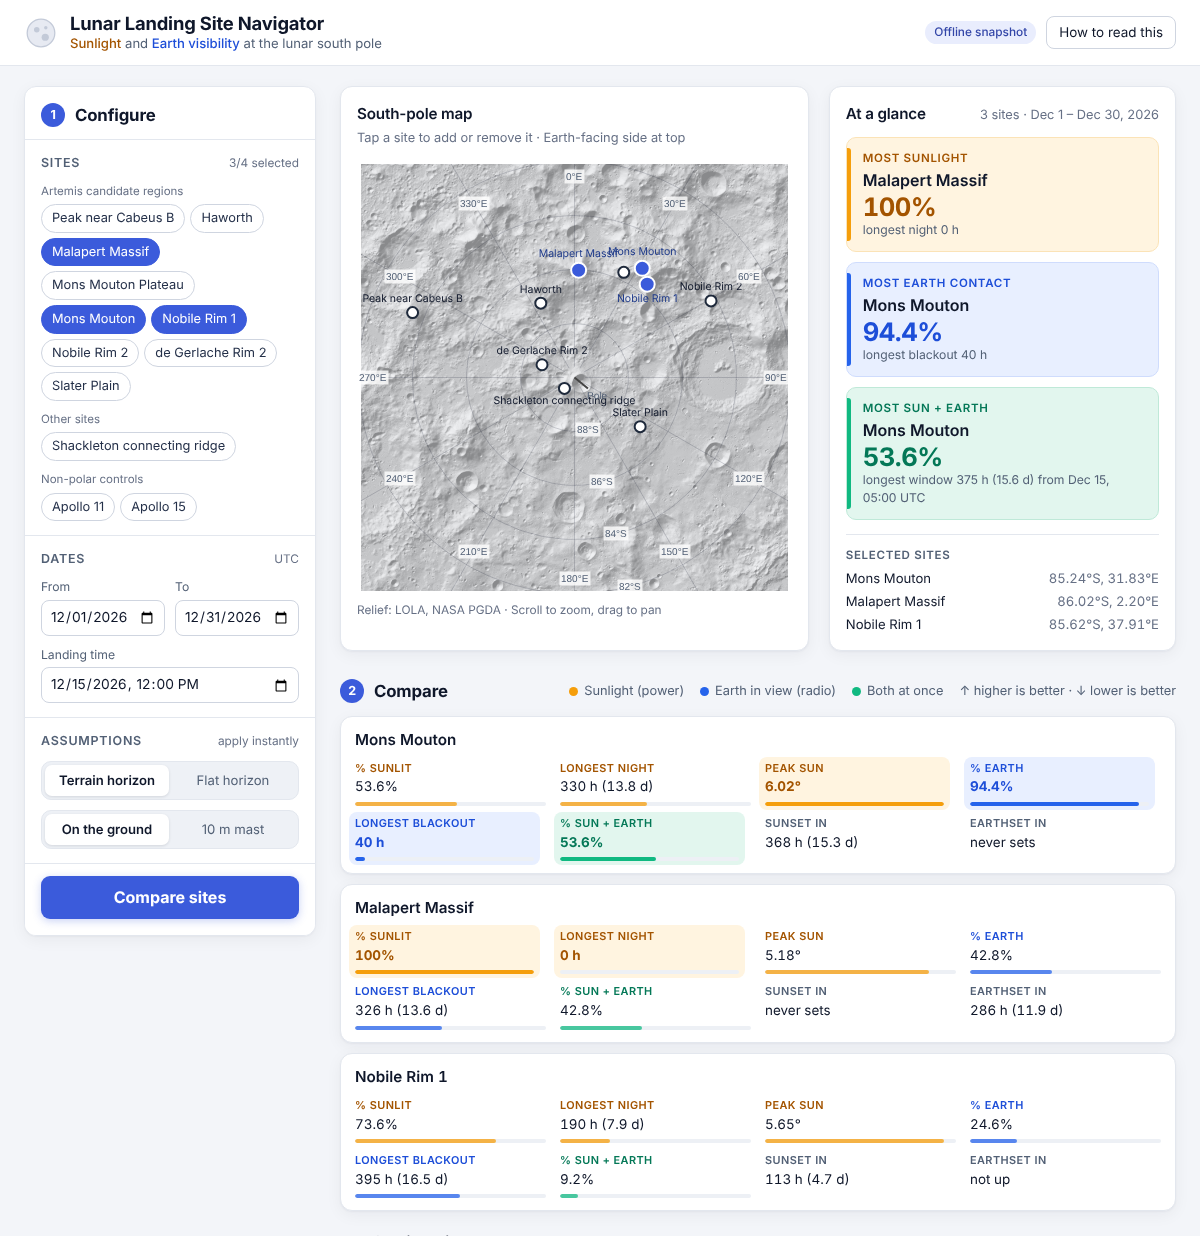 Lunar Landing Site Navigator
Sunlight and Earth visibility at the lunar south pole
Offline snapshot
How to read this
1 Configure
SITES 3/4 selected
Artemis candidate regions
Peak near Cabeus B Haworth
Malapert Massif
Mons Mouton Plateau
Mons Mouton Nobile Rim 1
Nobile Rim 2 de Gerlache Rim 2
Slater Plain
Other sites
Shackleton connecting ridge
Non-polar controls
Apollo 11 Apollo 15
DATES UTC
From To
12/01/2026 12/31/2026
Landing time
12/15/2026, 12:00 PM
ASSUMPTIONS apply instantly
Terrain horizon Flat horizon
On the ground 10 m mast
Compare sites
South-pole map
Tap a site to add or remove it · Earth-facing side at top
0°E
330°E 30°E
Malapert Massif Mons Mouton
300°E 60°E
Haworth Nobile Rim 2
Peak near Cabeus B Nobile Rim 1
de Gerlache Rim 2
270°E 90°E
Pole
Shackleton connecting ridge
Slater Plain
88°S
240°E 86°S 120°E
84°S
210°E 150°E
180°E 82°S
Relief: LOLA, NASA PGDA · Scroll to zoom, drag to pan
At a glance 3 sites · Dec 1 – Dec 30, 2026
MOST SUNLIGHT
Malapert Massif
100%
longest night 0 h
MOST EARTH CONTACT
Mons Mouton
94.4%
longest blackout 40 h
MOST SUN + EARTH
Mons Mouton
53.6%
longest window 375 h (15.6 d) from Dec 15,
05:00 UTC
SELECTED SITES
Mons Mouton 85.24°S, 31.83°E
Malapert Massif 86.02°S, 2.20°E
Nobile Rim 1 85.62°S, 37.91°E
2 Compare
Sunlight (power) Earth in view (radio) Both at once ↑ higher is better · ↓ lower is better
Mons Mouton
% SUNLIT LONGEST NIGHT PEAK SUN % EARTH
53.6% 330 h (13.8 d) 6.02° 94.4%
LONGEST BLACKOUT % SUN + EARTH SUNSET IN EARTHSET IN
40 h 53.6% 368 h (15.3 d) never sets
Malapert Massif
% SUNLIT LONGEST NIGHT PEAK SUN % EARTH
100% 0 h 5.18° 42.8%
LONGEST BLACKOUT % SUN + EARTH SUNSET IN EARTHSET IN
326 h (13.6 d) 42.8% never sets 286 h (11.9 d)
Nobile Rim 1
% SUNLIT LONGEST NIGHT PEAK SUN % EARTH
73.6% 190 h (7.9 d) 5.65° 24.6%
LONGEST BLACKOUT % SUN + EARTH SUNSET IN EARTHSET IN
395 h (16.5 d) 9.2% 113 h (4.7 d) not up